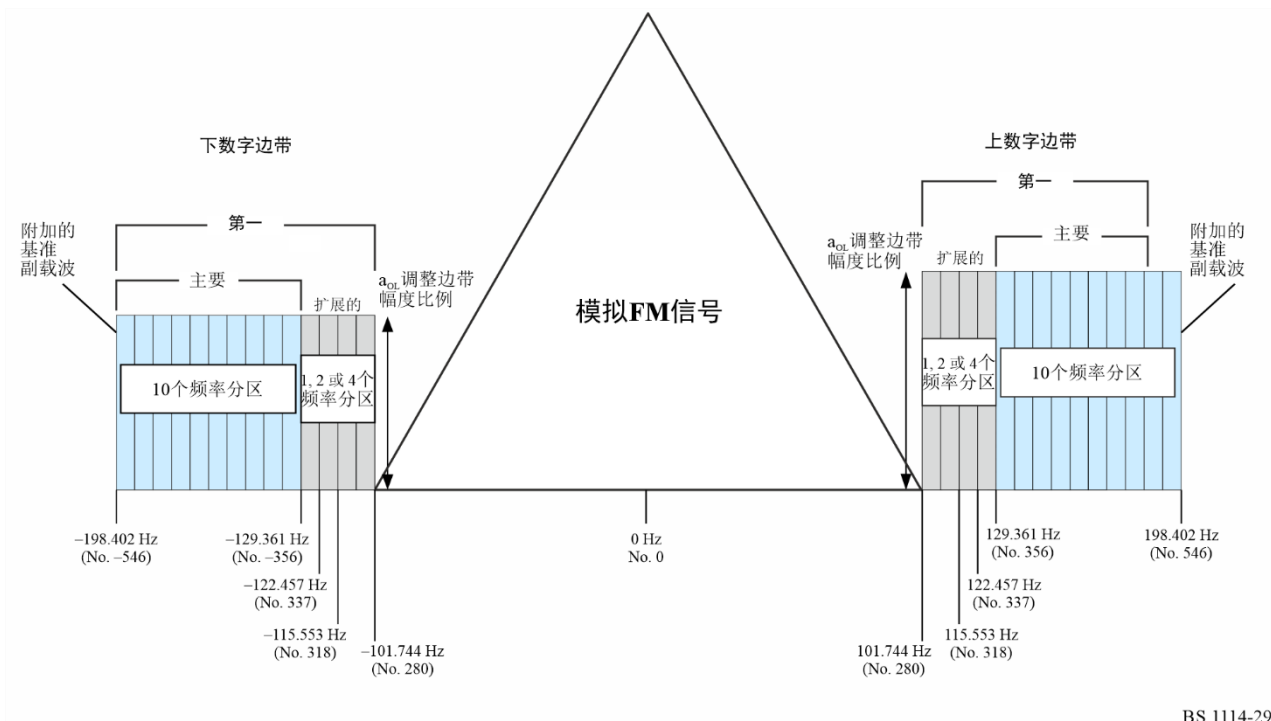 下数字边带
上数字边带
第一
第一
附加的
基准
副载波
主要
扩展的
a_OL调整边带
幅度比例
模拟FM信号
a_OL调整边带
幅度比例
扩展的
主要
附加的
基准
副载波
10个频率分区
1, 2 或 4个
频率分区
1, 2 或 4个
频率分区
10个频率分区
–198.402 Hz
(No. –546)
–129.361 Hz
(No. –356)
–122.457 Hz
(No. 337)
–115.553 Hz
(No. 318)
–101.744 Hz
(No. 280)
0 Hz
No. 0
101.744 Hz
(No. 280)
115.553 Hz
(No. 318)
122.457 Hz
(No. 337)
129.361 Hz
(No. 356)
198.402 Hz
(No. 546)
BS.1114-29